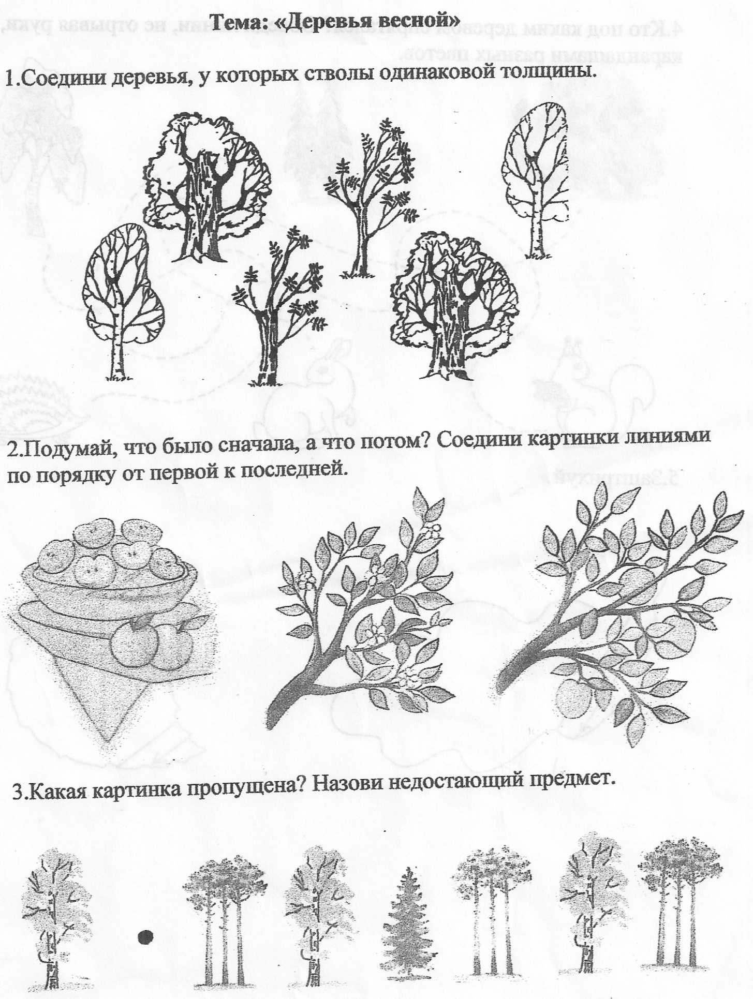 Тема: «Деревья весной»
1.Соедини деревья, у которых стволы одинаковой толщины.
2.Подумай, что было сначала, а что потом? Соедини картинки линиями
по порядку от первой к последней.
3.Какая картинка пропущена? Назови недостающий предмет.